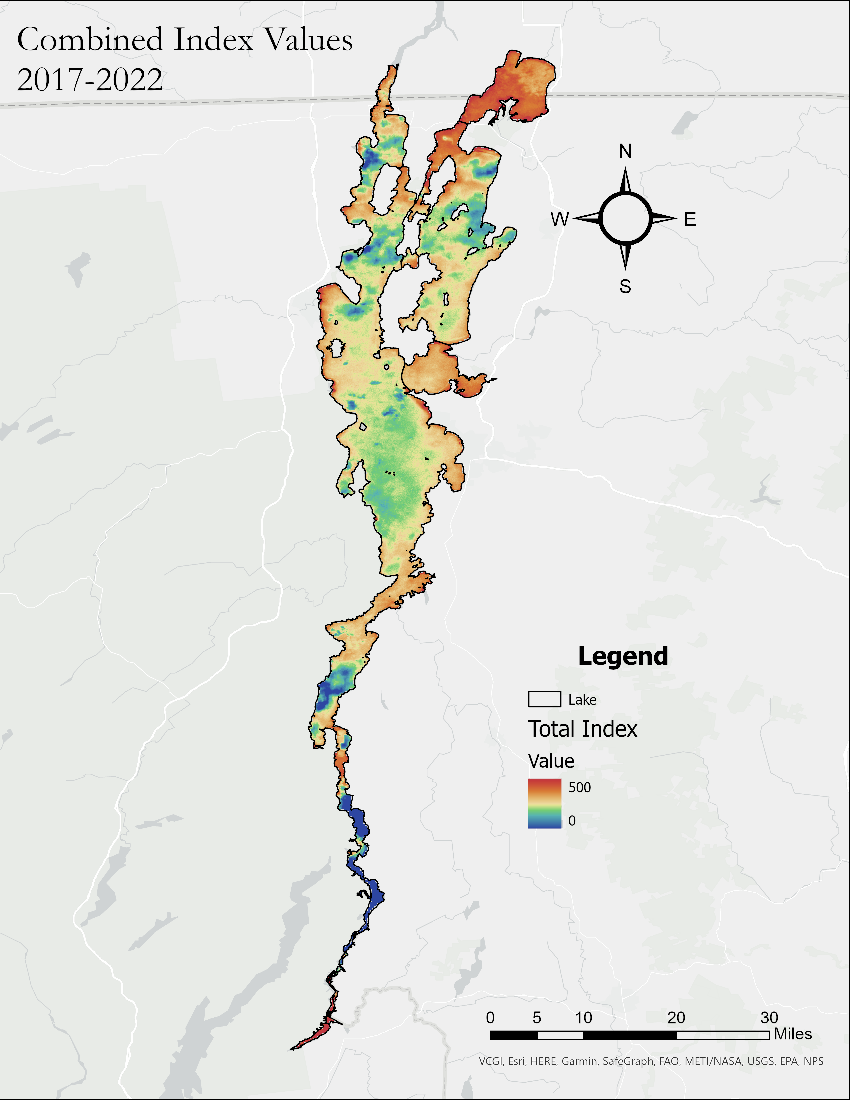 Combined Index Values
2017-2022
N
W
E
S
Legend
Lake
Total Index
Value
500
0
0 5 10 20 30
Miles
VCGI, Esri, HERE, Garmin, SafeGraph, FAO, METI/NASA, USGS, EPA, NPS